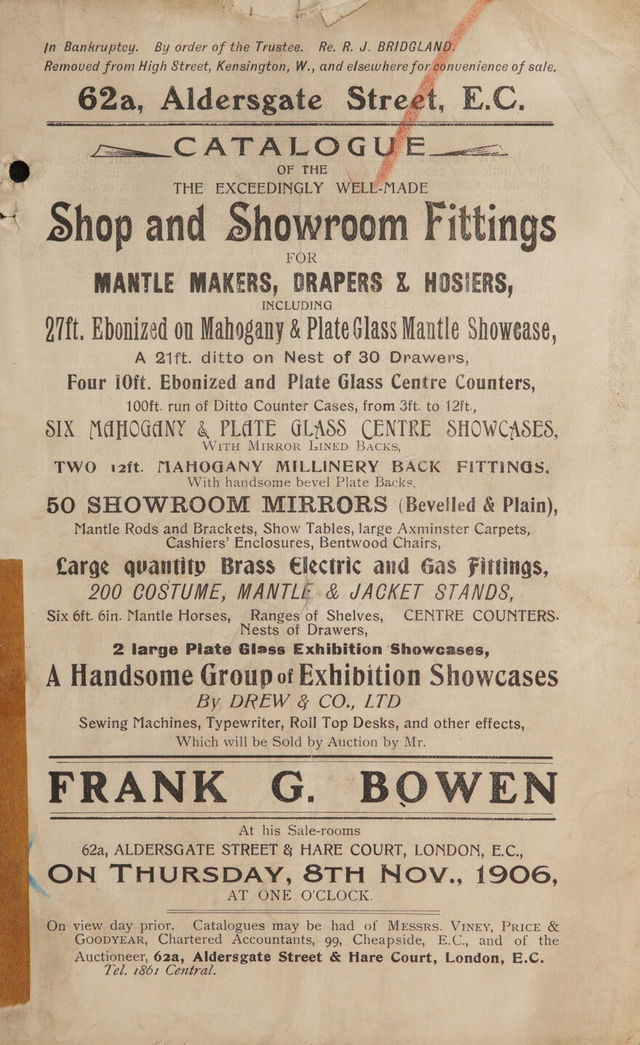 In Bankruptcy. By order of the Trustee. Re. R. J. BRIDGLAND.
Removed from High Street, Kensington, W., and elsewhere for convenience of sale.
62a, Aldersgate Street, E.C.
CATALOGUE
OF THE
THE EXCEEDINGLY WELL-MADE
Shop and Showroom Fittings
FOR
MANTLE MAKERS, DRAPERS & HOSIERS,
INCLUDING
27ft. Ebonized on Mahogany & Plate Glass Mantle Showcase,
A 21ft. ditto on Nest of 30 Drawers,
Four 10ft. Ebonized and Plate Glass Centre Counters,
100ft. run of Ditto Counter Cases, from 3ft. to 12ft.,
SIX MAHOGANY & PLATE GLASS CENTRE SHOWCASES,
WITH MIRROR LINED BACKS,
TWO 12ft. MAHOGANY MILLINERY BACK FITTINGS.
With handsome bevel Plate Backs,
50 SHOWROOM MIRRORS (Bevelled & Plain),
Mantle Rods and Brackets, Show Tables, large Axminster Carpets,
Cashiers' Enclosures, Bentwood Chairs,
Large quantity Brass Electric and Gas Fittings,
200 COSTUME, MANTLE & JACKET STANDS,
Six 6ft. 6in. Mantle Horses, Ranges of Shelves, CENTRE COUNTERS.
Nests of Drawers,
2 large Plate Glass Exhibition Showcases,
A Handsome Group of Exhibition Showcases
By DREW & CO., LTD
Sewing Machines, Typewriter, Roll Top Desks, and other effects,
Which will be Sold by Auction by Mr.
FRANK G. BOWEN
At his Sale-rooms
62a, ALDERSGATE STREET & HARE COURT, LONDON, E.C.,
ON THURSDAY, 8TH NOV., 1906,
AT ONE O'CLOCK.
On view day prior. Catalogues may be had of MESSRS. VINEY, PRICE &
GOODYEAR, Chartered Accountants, 99, Cheapside, E.C., and of the
Auctioneer, 62a, Aldersgate Street & Hare Court, London, E.C.
Tel. 1861 Central.